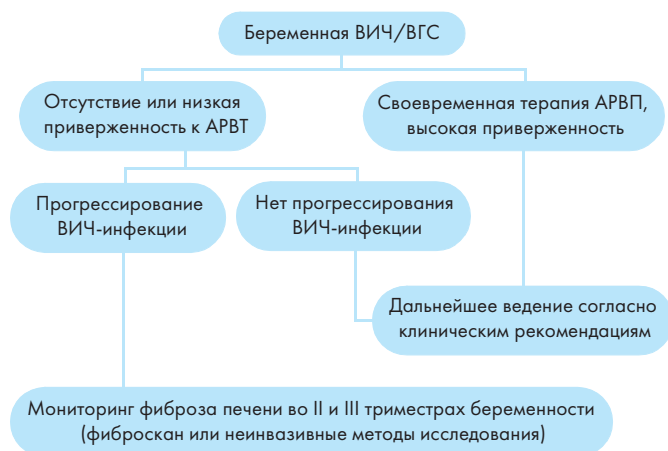 Беременная ВИЧ/ВГС
Отсутствие или низкая
приверженность к АРВТ
Своевременная терапия АРВП,
высокая приверженность
Прогрессирование
ВИЧ-инфекции
Нет прогрессирования
ВИЧ-инфекции
Дальнейшее ведение согласно
клиническим рекомендациям
Мониторинг фиброза печени во II и III триместрах беременности
(фиброскан или неинвазивные методы исследования)